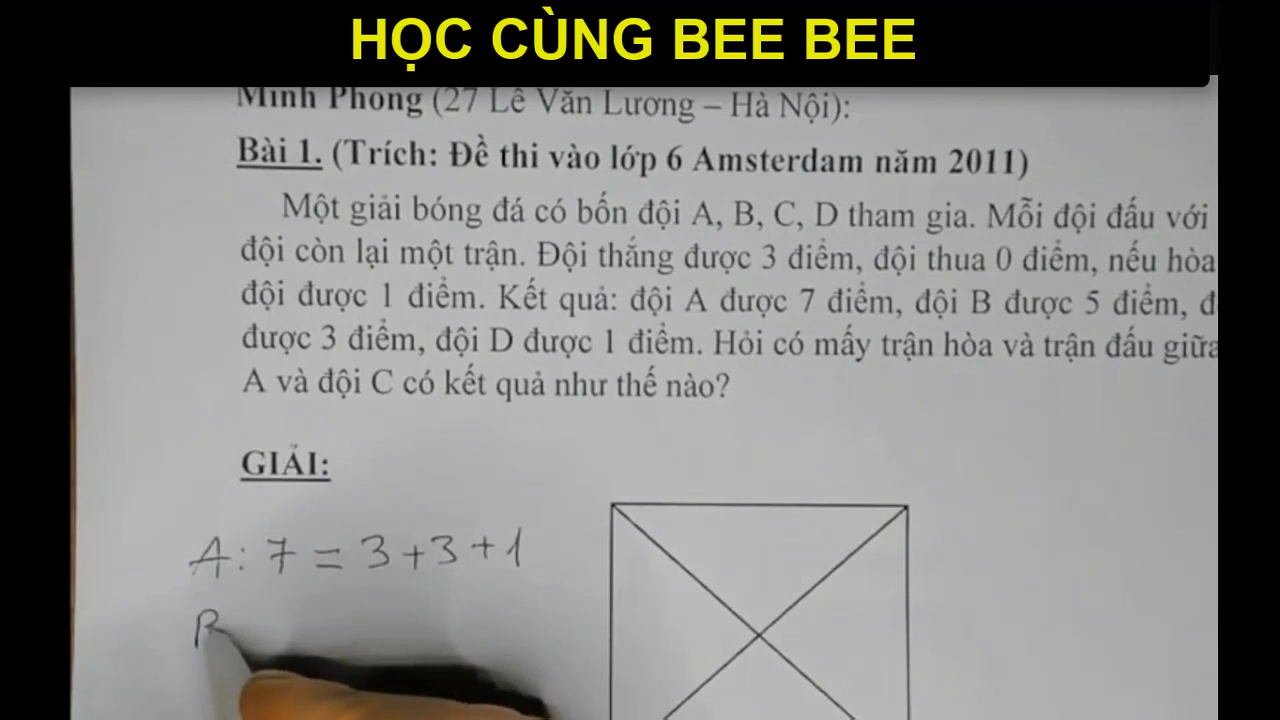 HỌC CÙNG BEE BEE
Minh Phong (27 Lê Văn Lương – Hà Nội):
Bài 1. (Trích: Đề thi vào lớp 6 Amsterdam năm 2011)
Một giải bóng đá có bốn đội A, B, C, D tham gia. Mỗi đội đấu với
đội còn lại một trận. Đội thắng được 3 điểm, đội thua 0 điểm, nếu hòa
đội được 1 điểm. Kết quả: đội A được 7 điểm, đội B được 5 điểm, đ
được 3 điểm, đội D được 1 điểm. Hỏi có mấy trận hòa và trận đấu giữa
A và đội C có kết quả như thế nào?
GIẢI:
A: 7 = 3 + 3 + 1
B